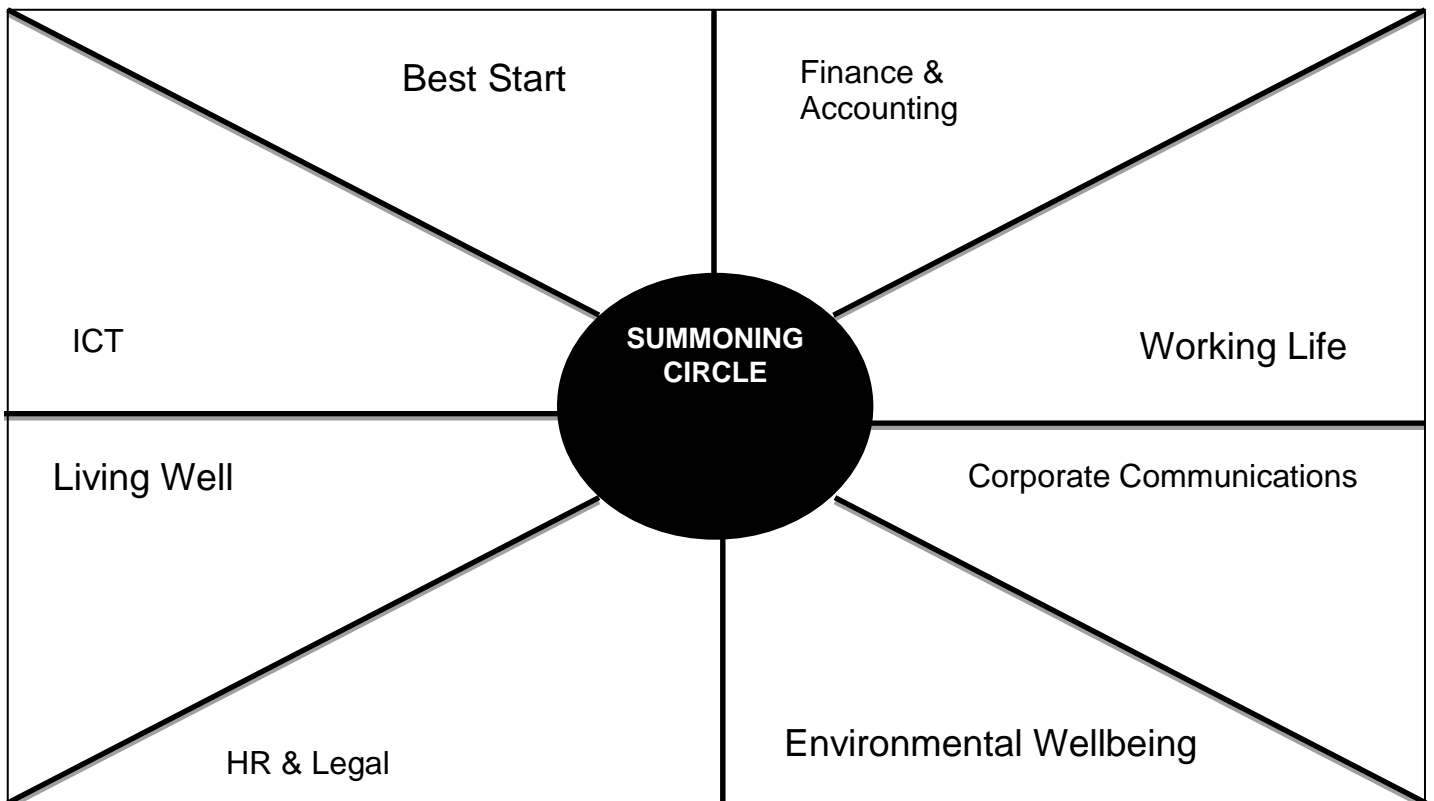 Best Start
Finance &
Accounting
SUMMONING
CIRCLE
ICT
Working Life
Living Well
Corporate Communications
HR & Legal
Environmental Wellbeing